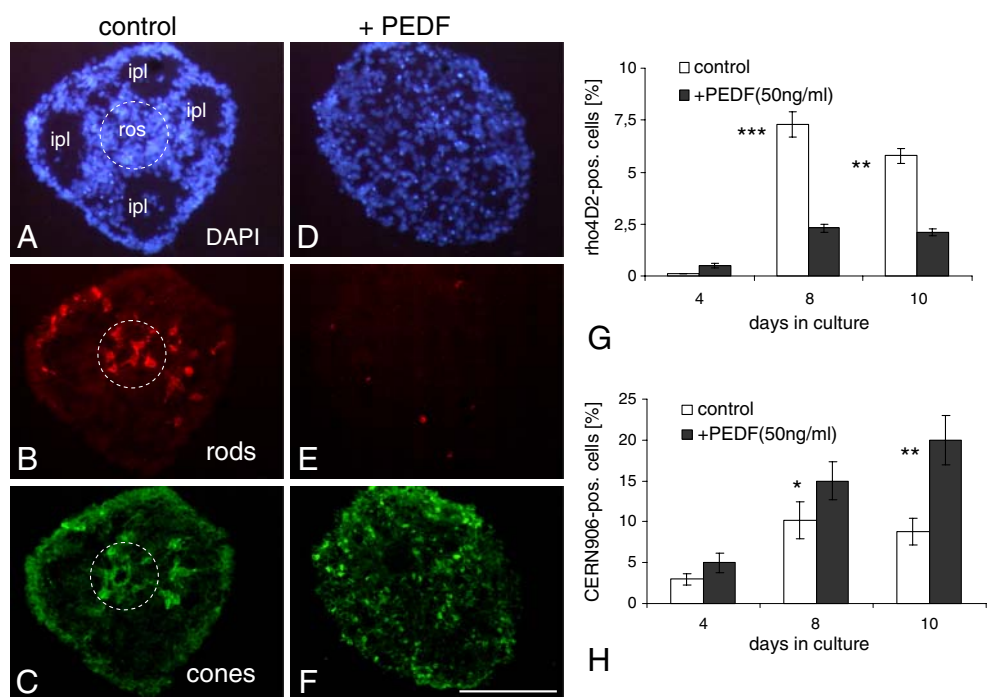 control
+ PEDF
ipl
ipl
ipl
ros
ipl
A
DAPI
D
B
rods
E
C
cones
F
10
7,5
5
2,5
0
rho4D2-pos. cells [%]
control
+PEDF(50ng/ml)
***
**
4
8
10
days in culture
G
25
20
15
10
5
0
CERN906-pos. cells [%]
control
+PEDF(50ng/ml)
*
**
4
8
10
days in culture
H